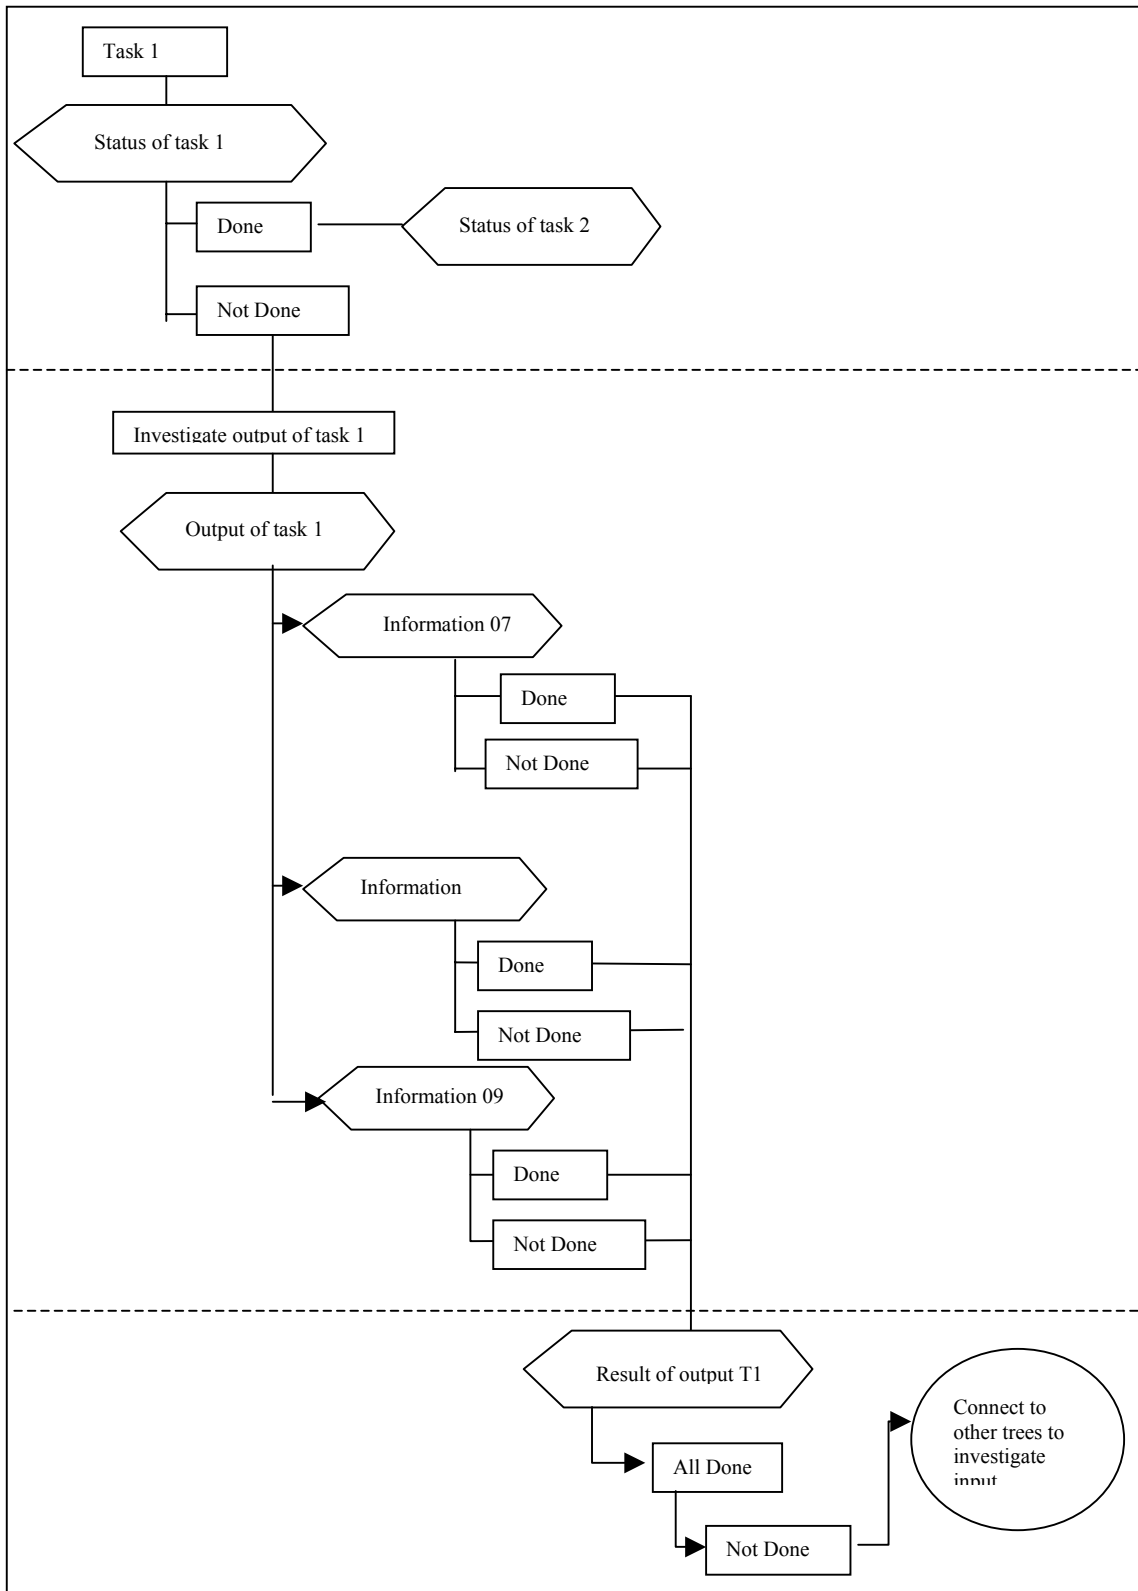 Task 1
Status of task 1
Done
Status of task 2
Not Done
Investigate output of task 1
Output of task 1
Information 07
Done
Not Done
Information
Done
Not Done
Information 09
Done
Not Done
Result of output T1
Connect to
other trees to
investigate
input
All Done
Not Done